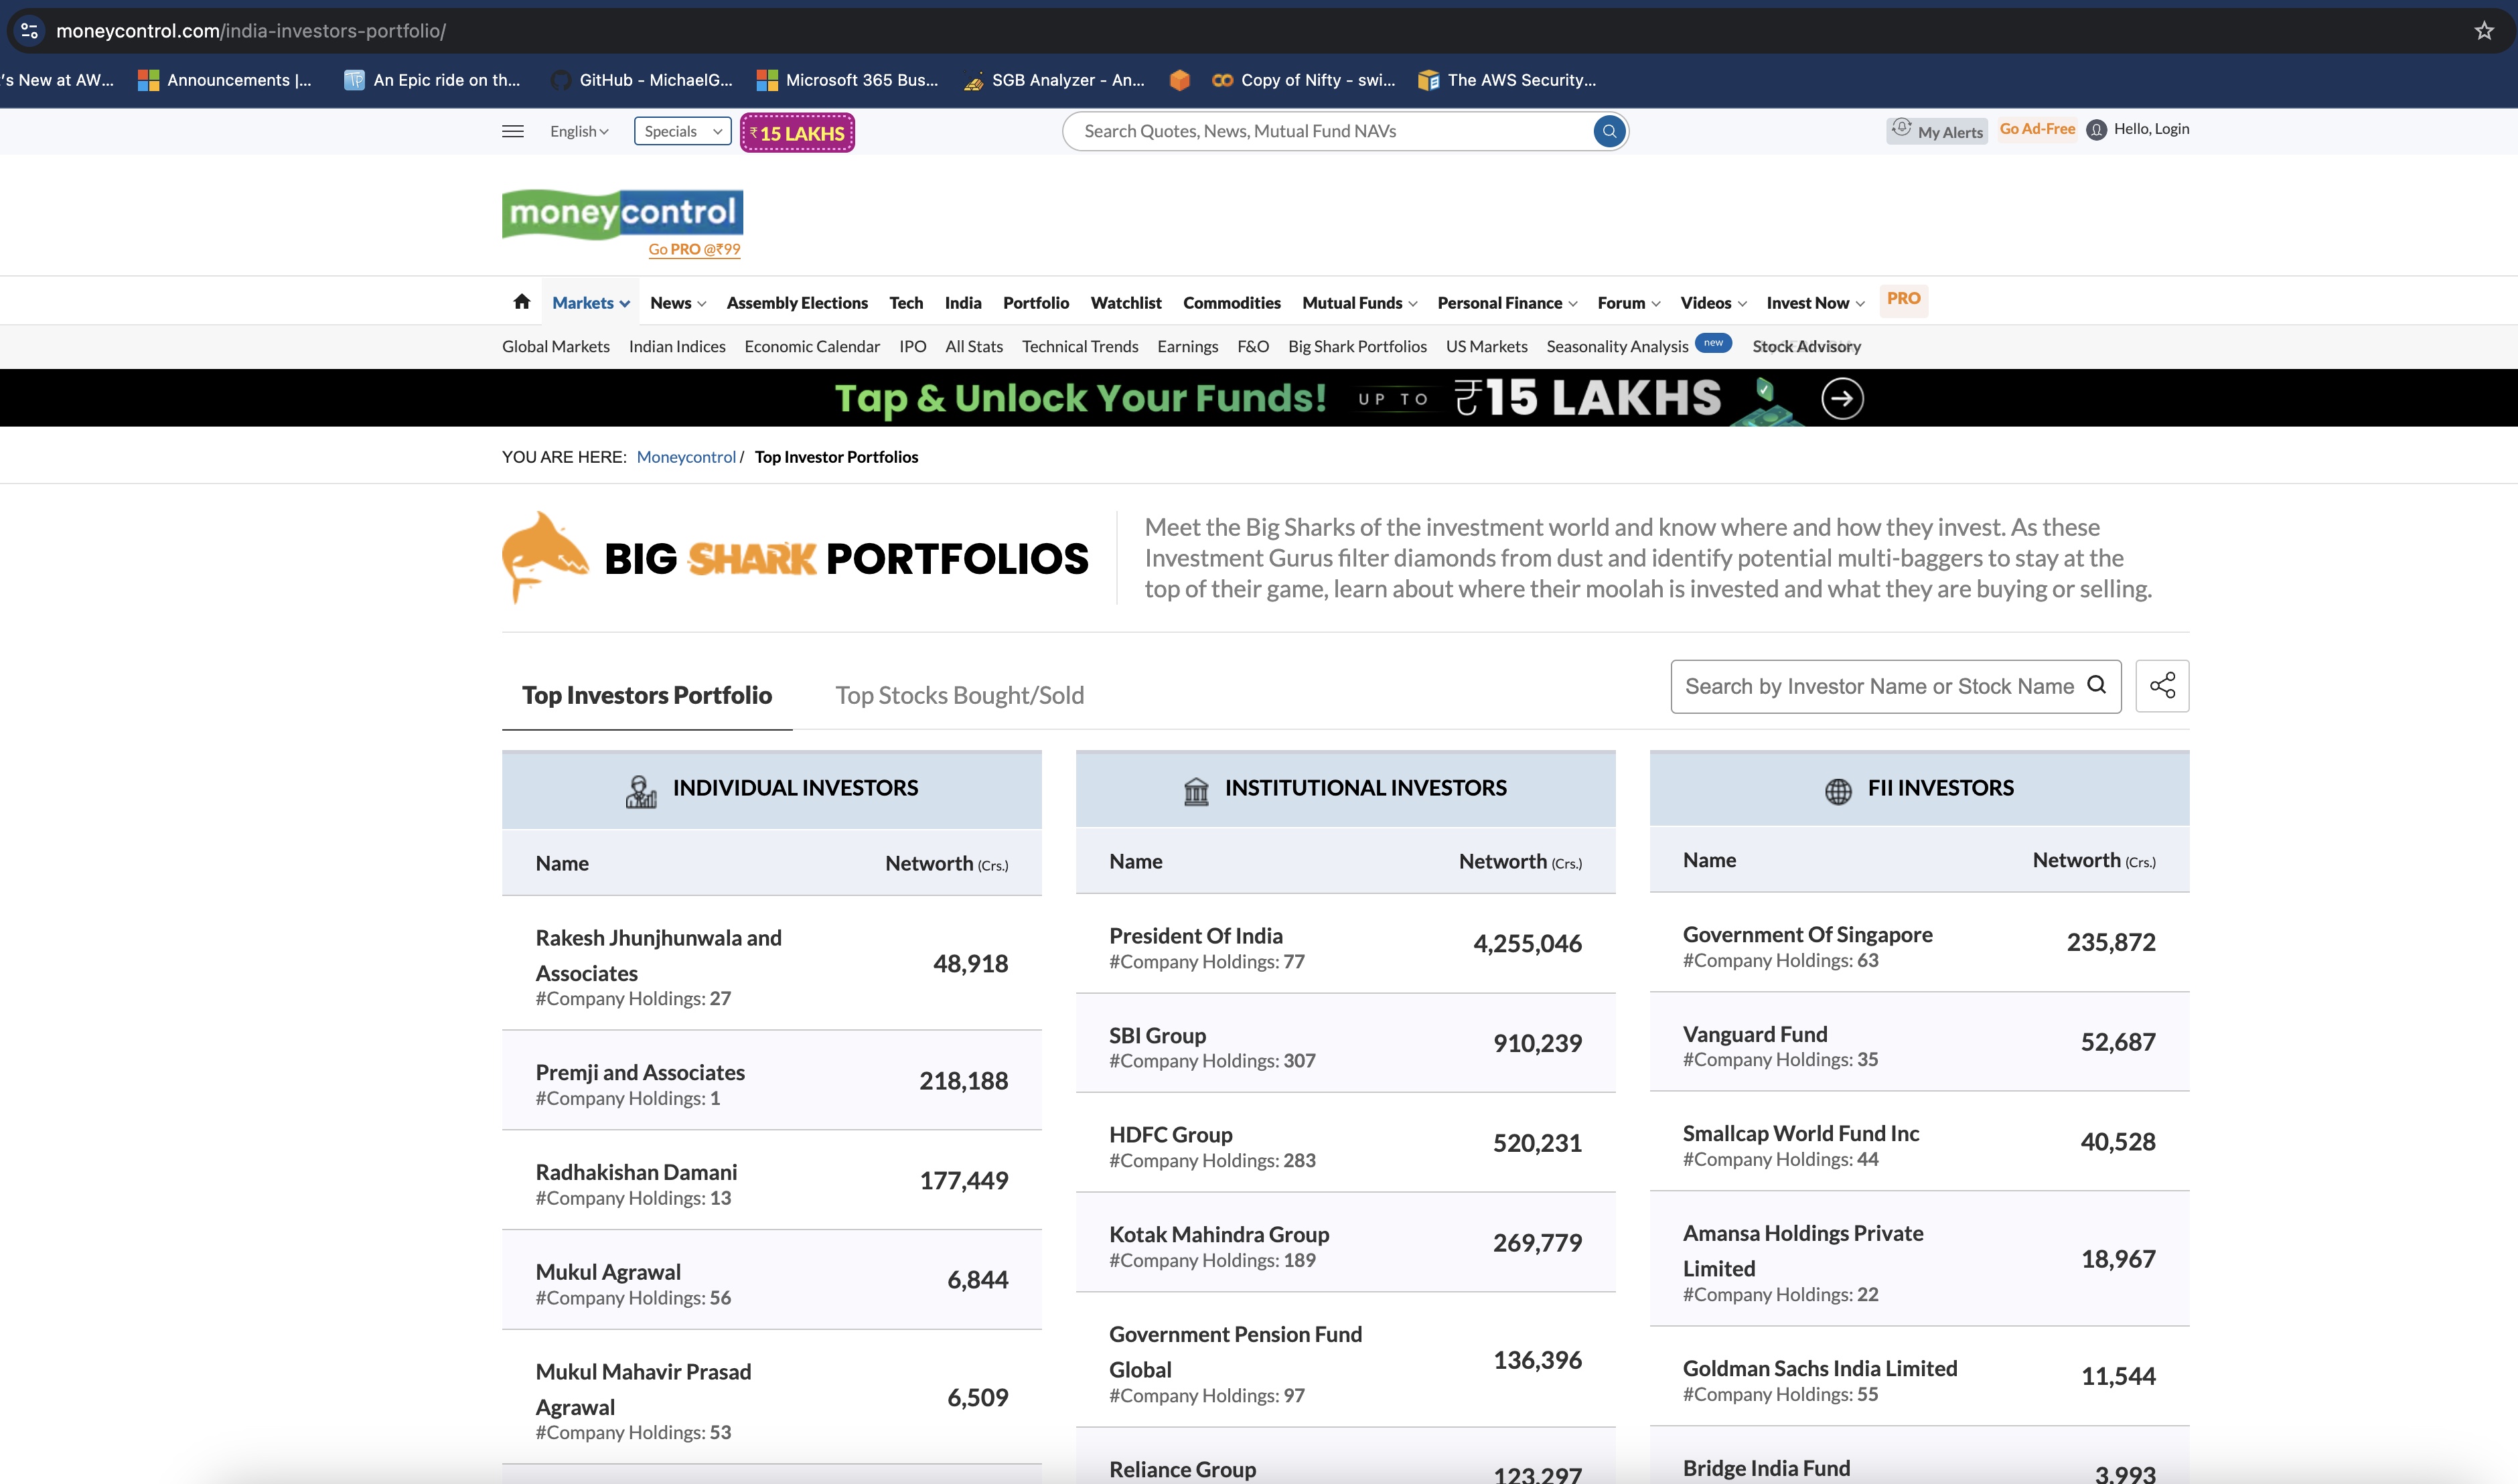 moneycontrol.com/india-investors-portfolio/
's New at AW... Announcements |... An Epic ride on th... GitHub - MichaelG... Microsoft 365 Bus... SGB Analyzer - An... Copy of Nifty - swi... The AWS Security...
English Specials ₹15 LAKHS Search Quotes, News, Mutual Fund NAVs My Alerts Go Ad-Free Hello, Login
moneycontrol
Go PRO @₹99
Markets News Assembly Elections Tech India Portfolio Watchlist Commodities Mutual Funds Personal Finance Forum Videos Invest Now PRO
Global Markets Indian Indices Economic Calendar IPO All Stats Technical Trends Earnings F&O Big Shark Portfolios US Markets Seasonality Analysis new Stock Advisory
Tap & Unlock Your Funds! UP TO ₹15 LAKHS
YOU ARE HERE: Moneycontrol / Top Investor Portfolios
BIG SHARK PORTFOLIOS
Meet the Big Sharks of the investment world and know where and how they invest. As these
Investment Gurus filter diamonds from dust and identify potential multi-baggers to stay at the
top of their game, learn about where their moolah is invested and what they are buying or selling.
Top Investors Portfolio Top Stocks Bought/Sold Search by Investor Name or Stock Name
INDIVIDUAL INVESTORS
Name Networth (Crs.)
Rakesh Jhunjhunwala and
Associates
48,918
#Company Holdings: 27
Premji and Associates
218,188
#Company Holdings: 1
Radhakishan Damani
177,449
#Company Holdings: 13
Mukul Agrawal
6,844
#Company Holdings: 56
Mukul Mahavir Prasad
Agrawal
6,509
#Company Holdings: 53
INSTITUTIONAL INVESTORS
Name Networth (Crs.)
President Of India
4,255,046
#Company Holdings: 77
SBI Group
910,239
#Company Holdings: 307
HDFC Group
520,231
#Company Holdings: 283
Kotak Mahindra Group
269,779
#Company Holdings: 189
Government Pension Fund
Global
136,396
#Company Holdings: 97
Reliance Group
123,297
FII INVESTORS
Name Networth (Crs.)
Government Of Singapore
235,872
#Company Holdings: 63
Vanguard Fund
52,687
#Company Holdings: 35
Smallcap World Fund Inc
40,528
#Company Holdings: 44
Amansa Holdings Private
Limited
18,967
#Company Holdings: 22
Goldman Sachs India Limited
11,544
#Company Holdings: 55
Bridge India Fund
3,993